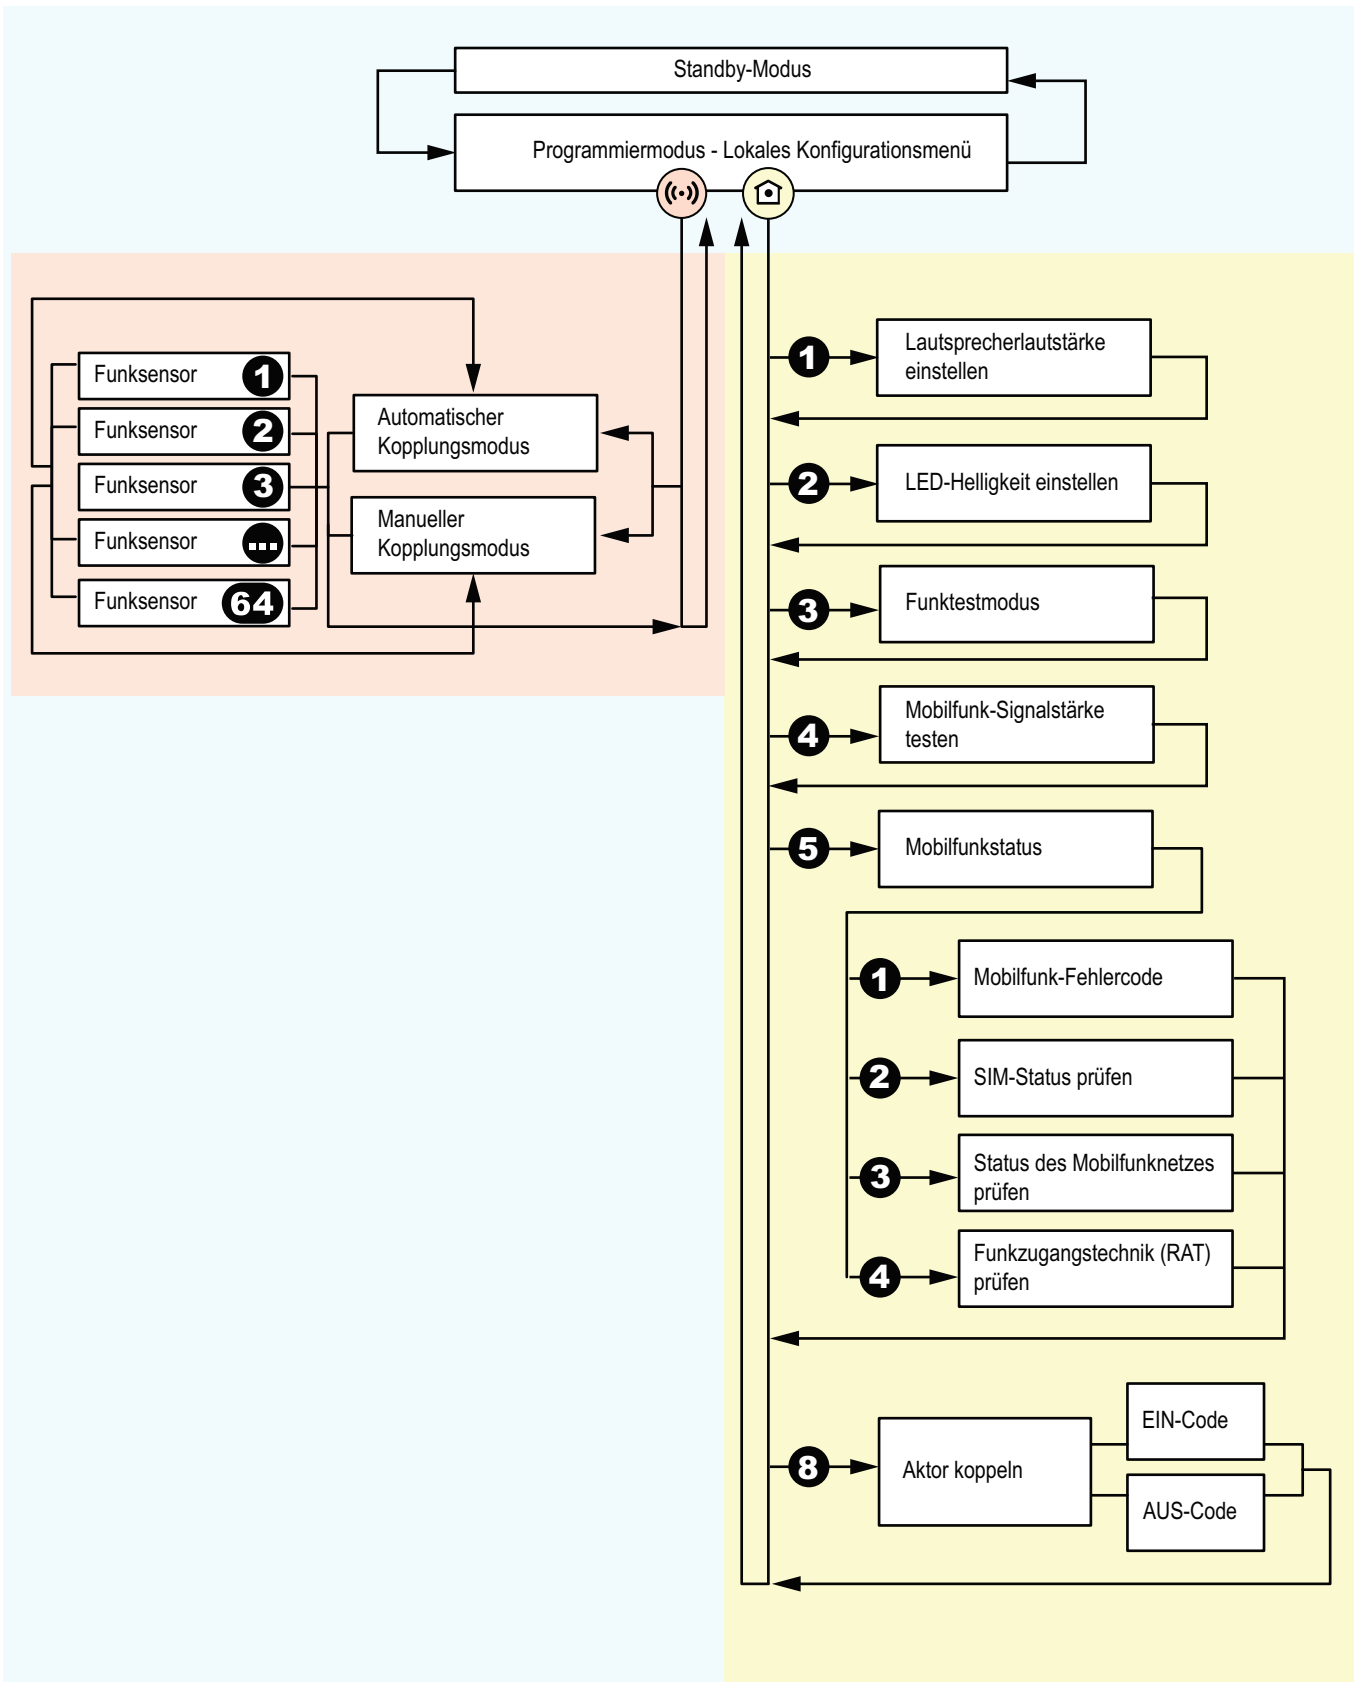 Standby-Modus
Programmiermodus - Lokales Konfigurationsmenü
Funksensor 1
Funksensor 2
Funksensor 3
Funksensor ...
Funksensor 64
Automatischer
Kopplungsmodus
Manueller
Kopplungsmodus
1 Lautsprecherlautstärke
einstellen
2 LED-Helligkeit einstellen
3 Funktestmodus
4 Mobilfunk-Signalstärke
testen
5 Mobilfunkstatus
1 Mobilfunk-Fehlercode
2 SIM-Status prüfen
3 Status des Mobilfunknetzes
prüfen
4 Funkzugangstechnik (RAT)
prüfen
8 Aktor koppeln
EIN-Code
AUS-Code